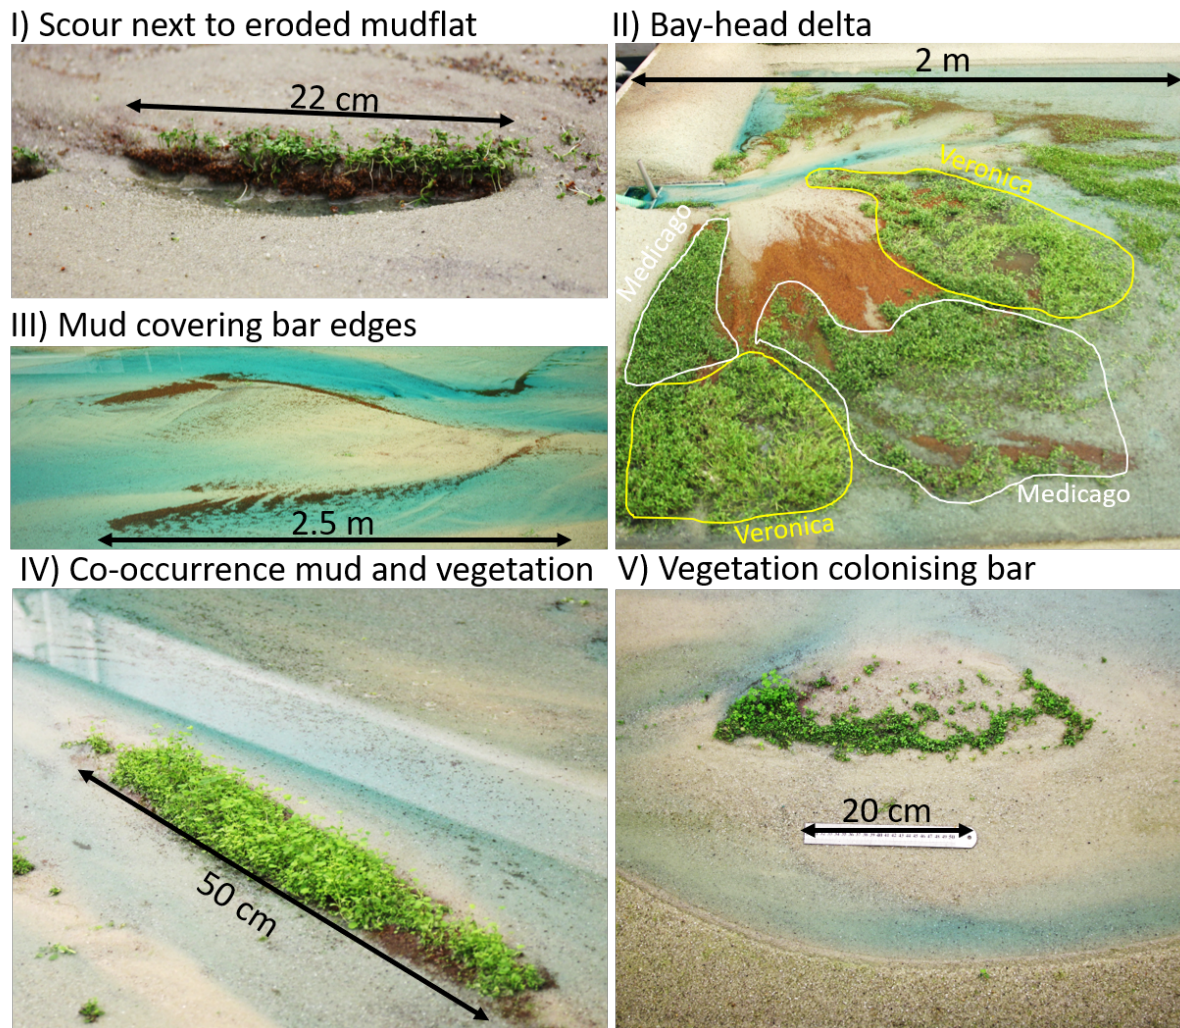 I) Scour next to eroded mudflat
22 cm
II) Bay-head delta
2 m
Veronica
Medicago
Medicago
Veronica
III) Mud covering bar edges
2.5 m
IV) Co-occurrence mud and vegetation
50 cm
V) Vegetation colonising bar
20 cm